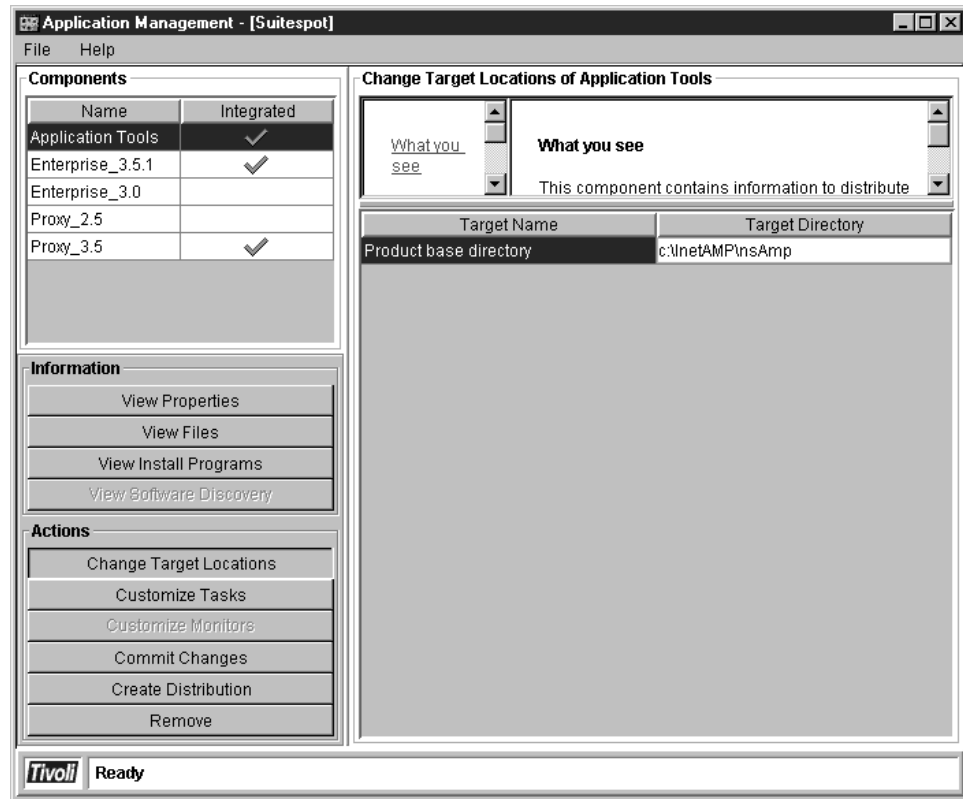 Application Management - [Suitespot]
File Help
Components
Name Integrated
Application Tools
Enterprise_3.5.1
Enterprise_3.0
Proxy_2.5
Proxy_3.5
Information
View Properties
View Files
View Install Programs
View Software Discovery
Actions
Change Target Locations
Customize Tasks
Customize Monitors
Commit Changes
Create Distribution
Remove
Change Target Locations of Application Tools
What you
see
What you see
This component contains information to distribute
Target Name Target Directory
Product base directory c:\InetAMP\nsAmp
Tivoli Ready